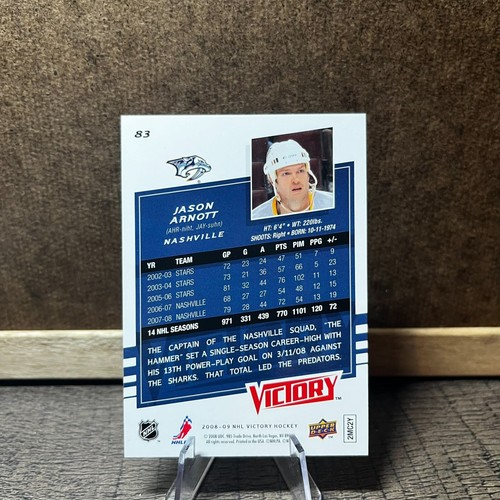 83
JASON
ARNOTT
(AHR-niht, JAY-suhn)
NASHVILLE
HT: 6'4" • WT: 220lbs.
SHOOTS: Right • BORN: 10-11-1974
YR TEAM GP G A PTS PIM PPG +/-
2002-03 STARS 72 23 24 47 51 7 9
2003-04 STARS 73 21 36 57 66 5 23
2005-06 STARS 81 32 44 76 102 11 13
2006-07 NASHVILLE 68 27 27 54 48 12 15
2007-08 NASHVILLE 79 28 44 72 54 13 19
14 NHL SEASONS 971 331 439 770 1101 120 72
THE CAPTAIN OF THE NASHVILLE SQUAD, "THE
HAMMER" SET A SINGLE-SEASON CAREER-HIGH WITH
HIS 13TH POWER-PLAY GOAL ON 3/11/08 AGAINST
THE SHARKS. THAT TOTAL LED THE PREDATORS.
VICTORY
2008-09 NHL VICTORY HOCKEY
NHL
UPPER
DECK
2MC2Y